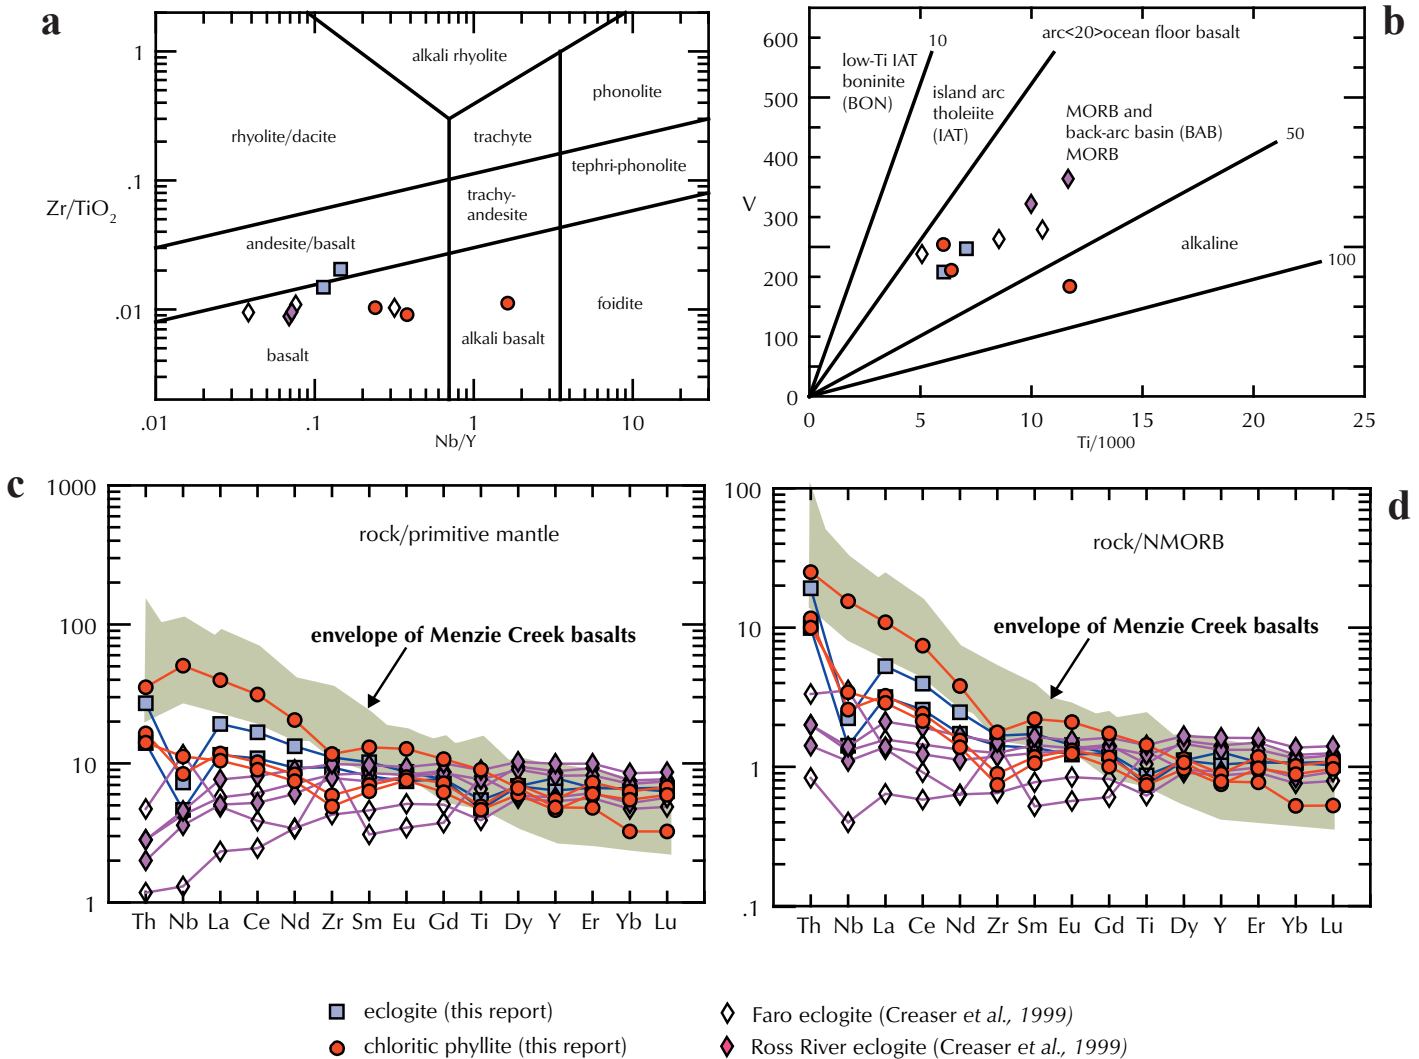 a
1
.1
.01
Zr/TiO2
.01
.1
1
10
Nb/Y
alkali rhyolite
phonolite
rhyolite/dacite
trachyte
tephri-phonolite
trachy-
andesite
andesite/basalt
foidite
alkali basalt
basalt
b
600
500
400
300
200
100
0
V
0
5
10
15
20
25
Ti/1000
10
arc<20>ocean floor basalt
low-Ti IAT
boninite
(BON)
island arc
tholeiite
(IAT)
MORB and
back-arc basin (BAB)
MORB
50
alkaline
100
c
1000
100
10
1
rock/primitive mantle
envelope of Menzie Creek basalts
Th Nb La Ce Nd Zr Sm Eu Gd Ti Dy Y Er Yb Lu
d
100
10
1
.1
rock/NMORB
envelope of Menzie Creek basalts
Th Nb La Ce Nd Zr Sm Eu Gd Ti Dy Y Er Yb Lu
eclogite (this report)
chloritic phyllite (this report)
Faro eclogite (Creaser et al., 1999)
Ross River eclogite (Creaser et al., 1999)